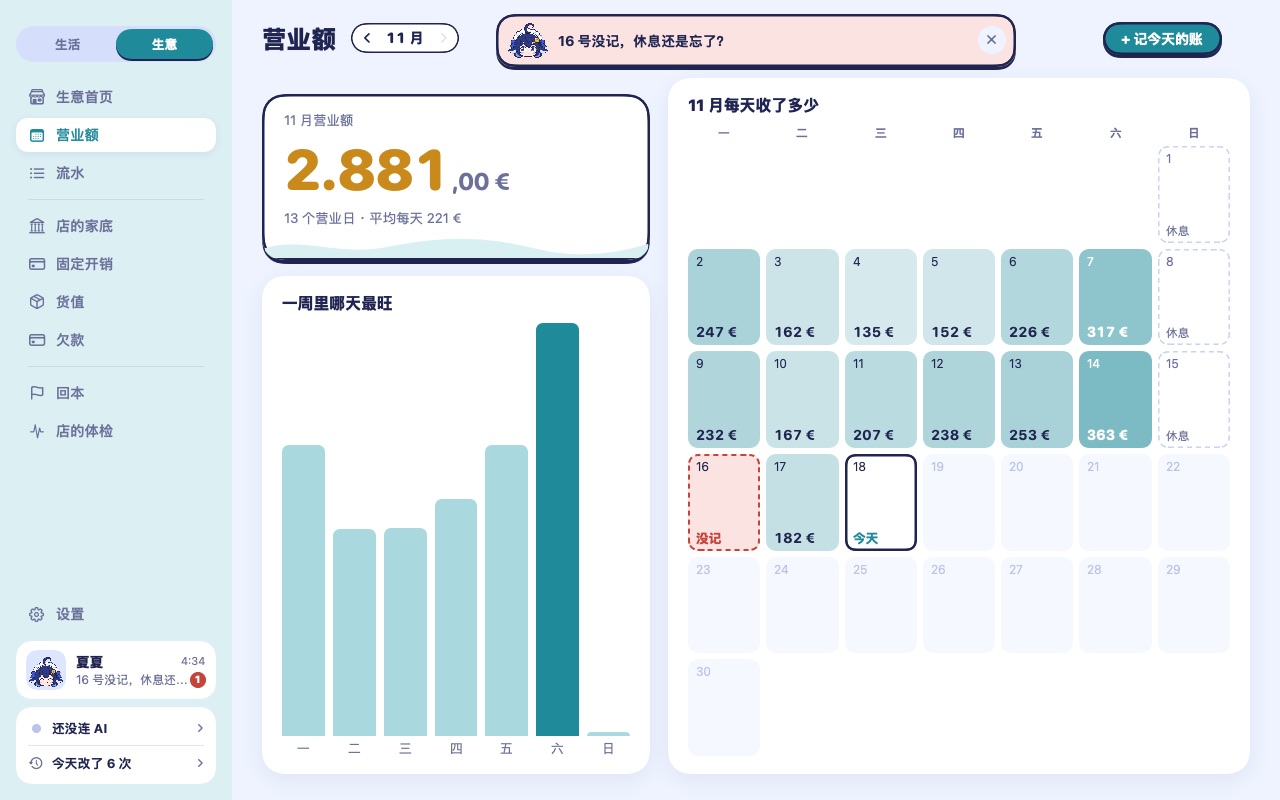 生活
生意
生意首页
营业额
流水
店的家底
固定开销
货值
欠款
回本
店的体检
设置
夏夏
4:34
16 号没记，休息还...
1
还没连 AI
今天改了 6 次
营业额
11 月
16 号没记，休息还是忘了?
+ 记今天的账
11 月营业额
2.881,00 €
13 个营业日 · 平均每天 221 €
一周里哪天最旺
一 二 三 四 五 六 日
11 月每天收了多少
一 二 三 四 五 六 日
1
休息
2 3 4 5 6 7 8
247 € 162 € 135 € 152 € 226 € 317 € 休息
9 10 11 12 13 14 15
232 € 167 € 207 € 238 € 253 € 363 € 休息
16 17 18 19 20 21 22
没记 182 € 今天
23 24 25 26 27 28 29
30